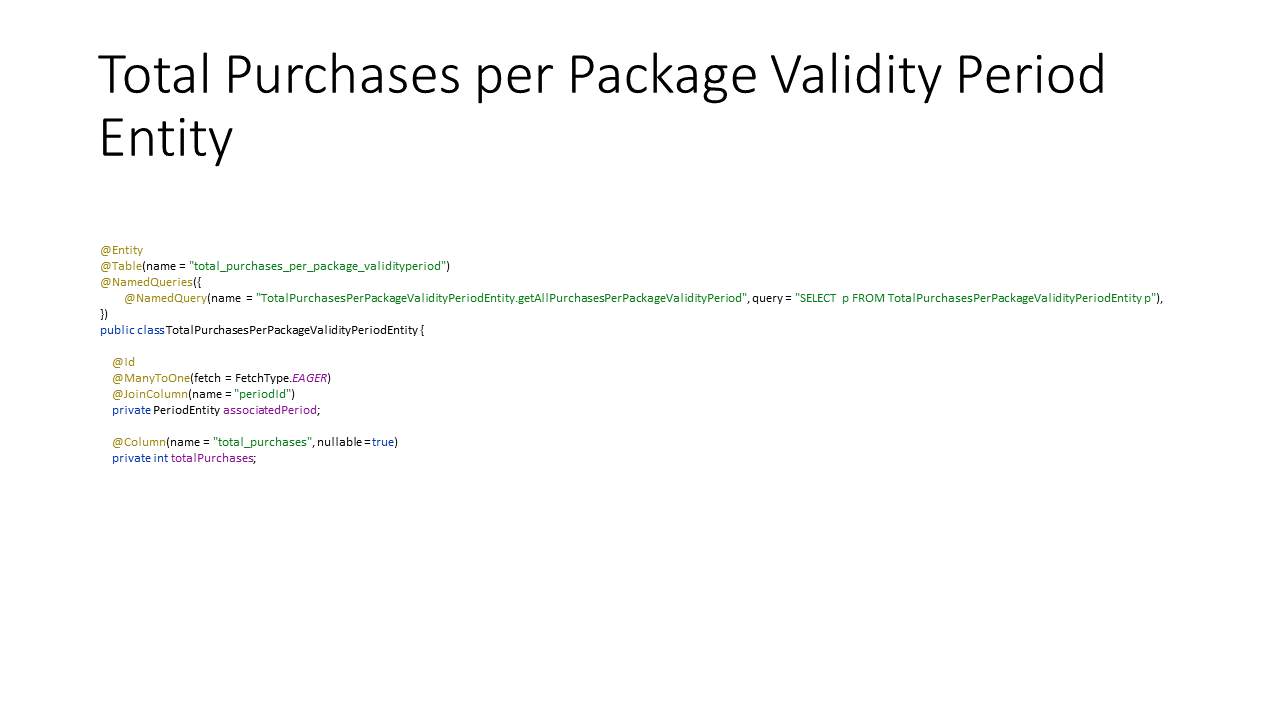 Total Purchases per Package Validity Period
Entity
@Entity
@Table(name = "total_purchases_per_package_validityperiod")
@NamedQueries({
@NamedQuery(name = "TotalPurchasesPerPackageValidityPeriodEntity.getAllPurchasesPerPackageValidityPeriod", query = "SELECT p FROM TotalPurchasesPerPackageValidityPeriodEntity p"),
})
public class TotalPurchasesPerPackageValidityPeriodEntity {
@Id
@ManyToOne(fetch = FetchType.EAGER)
@JoinColumn(name = "periodId")
private PeriodEntity associatedPeriod;
@Column(name = "total_purchases", nullable=true)
private int totalPurchases;